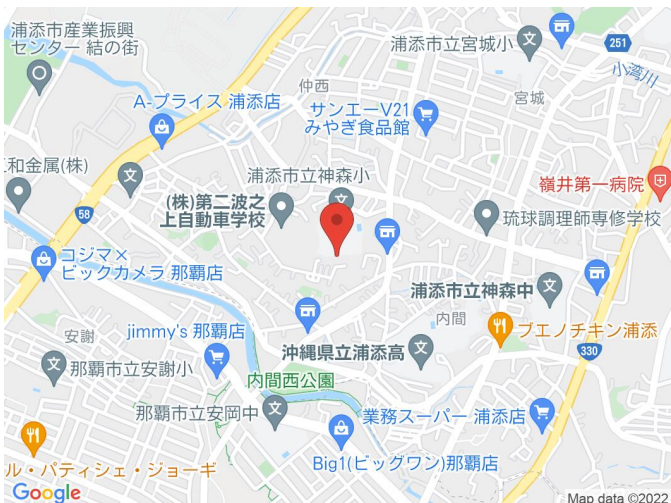 浦添市産業振興
センター 結の街
浦添市立宮城小
251
小湾川
仲西
宮城
A-プライス 浦添店
サンエーV21
みやぎ食品館
和金属(株)
浦添市立神森小
嶺井第一病院
(株)第二波之
上自動車学校
58
琉球調理師専修学校
コジマ×
ビックカメラ 那覇店
浦添市立神森中
内間
安謝
jimmy's 那覇店
ブエノチキン浦添
沖縄県立浦添高
330
那覇市立安謝小
内間西公園
那覇市立安岡中
業務スーパー 浦添店
ル・パティシェ・ジョーギ
Big1(ビッグワン)那覇店
Google
Map data ©2022